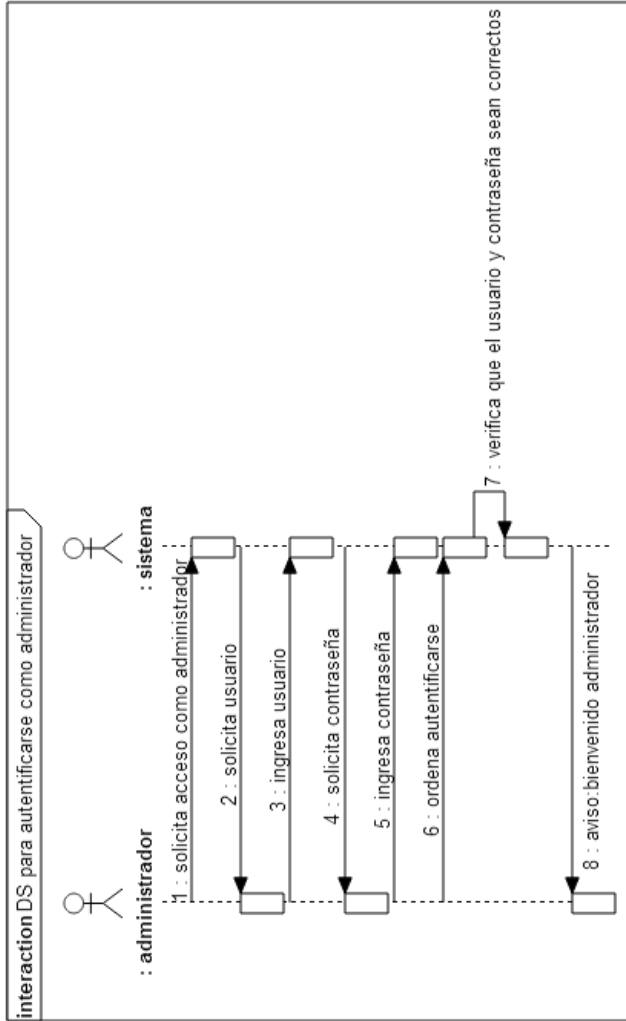 interaction DS para autentificarse como administrador
: administrador
: sistema
1 : solicita acceso como administrador
2 : solicita usuario
3 : ingresa usuario
4 : solicita contraseña
5 : ingresa contraseña
6 : ordena autentificarse
7 : verifica que el usuario y contraseña sean correctos
8 : aviso:bienvenido administrador